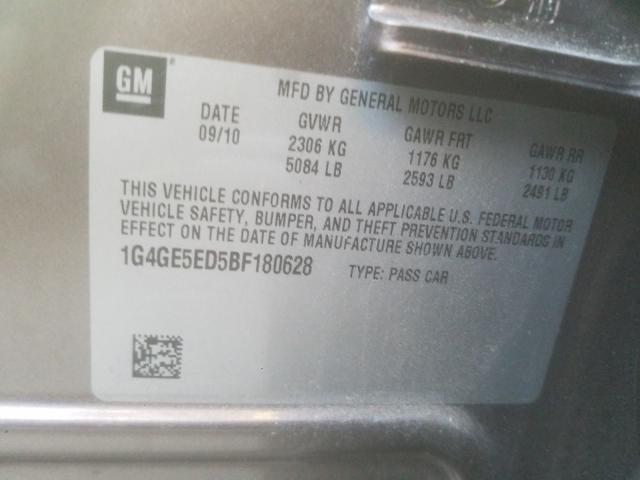 GM®
MFD BY GENERAL MOTORS LLC
DATE GVWR GAWR FRT GAWR RR
09/10 2306 KG 1176 KG 1130 KG
5084 LB 2593 LB 2491 LB
THIS VEHICLE CONFORMS TO ALL APPLICABLE U.S. FEDERAL MOTOR
VEHICLE SAFETY, BUMPER, AND THEFT PREVENTION STANDARDS IN
EFFECT ON THE DATE OF MANUFACTURE SHOWN ABOVE.
1G4GE5ED5BF180628 TYPE: PASS CAR